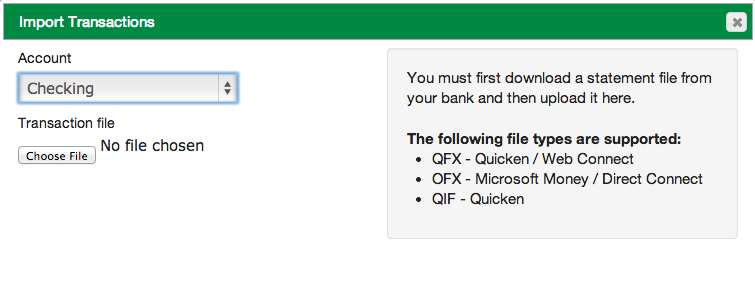 Import Transactions
Account
Checking
Transaction file
Choose File No file chosen
You must first download a statement file from
your bank and then upload it here.
The following file types are supported:
• QFX - Quicken / Web Connect
• OFX - Microsoft Money / Direct Connect
• QIF - Quicken